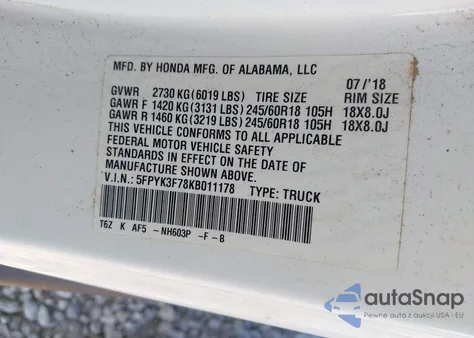 MFD. BY HONDA MFG. OF ALABAMA, LLC
07/'18
GVWR 2730 KG(6019 LBS) TIRE SIZE RIM SIZE
GAWR F 1420 KG(3131 LBS)245/60R18 105H 18X8.0J
GAWR R 1460 KG(3219 LBS)245/60R18 105H 18X8.0J
THIS VEHICLE CONFORMS TO ALL APPLICABLE
FEDERAL MOTOR VEHICLE SAFETY
STANDARDS IN EFFECT ON THE DATE OF
MANUFACTURE SHOWN ABOVE.
V.I.N.: 5FPYK3F78KB011178 TYPE: TRUCK
T6Z K AF5 -NH603P -F-B
autoSnap
Pewne auta z aukcji USA i EU